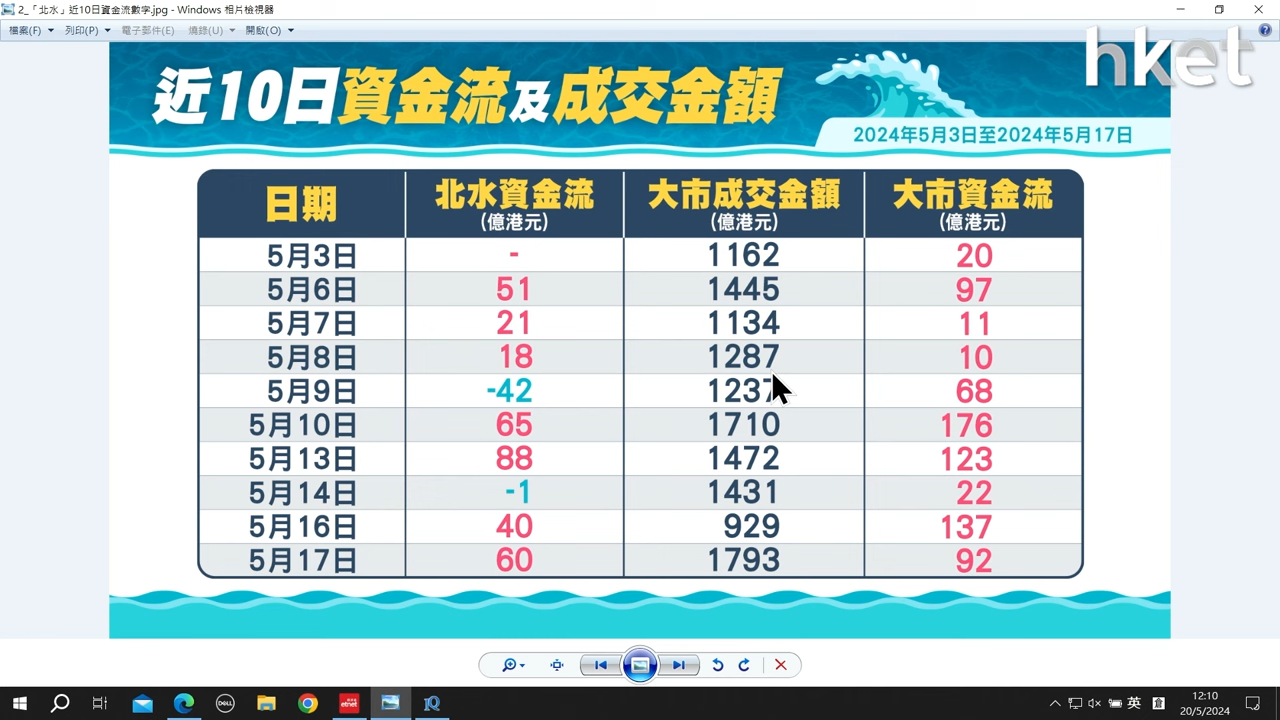 2_「北水」近10日資金流數字.jpg - Windows 相片檢視器
檔案(F) 列印(P) 電子郵件(E) 燒錄(U) 開啟(O)
hket
近10日資金流及成交金額
2024年5月3日至2024年5月17日
日期 北水資金流 大市成交金額 大市資金流
(億港元) (億港元) (億港元)
5月3日 - 1162 20
5月6日 51 1445 97
5月7日 21 1134 11
5月8日 18 1287 10
5月9日 -42 1237 68
5月10日 65 1710 176
5月13日 88 1472 123
5月14日 -1 1431 22
5月16日 40 929 137
5月17日 60 1793 92
DELL etnet IQ 英 12:10
20/5/2024